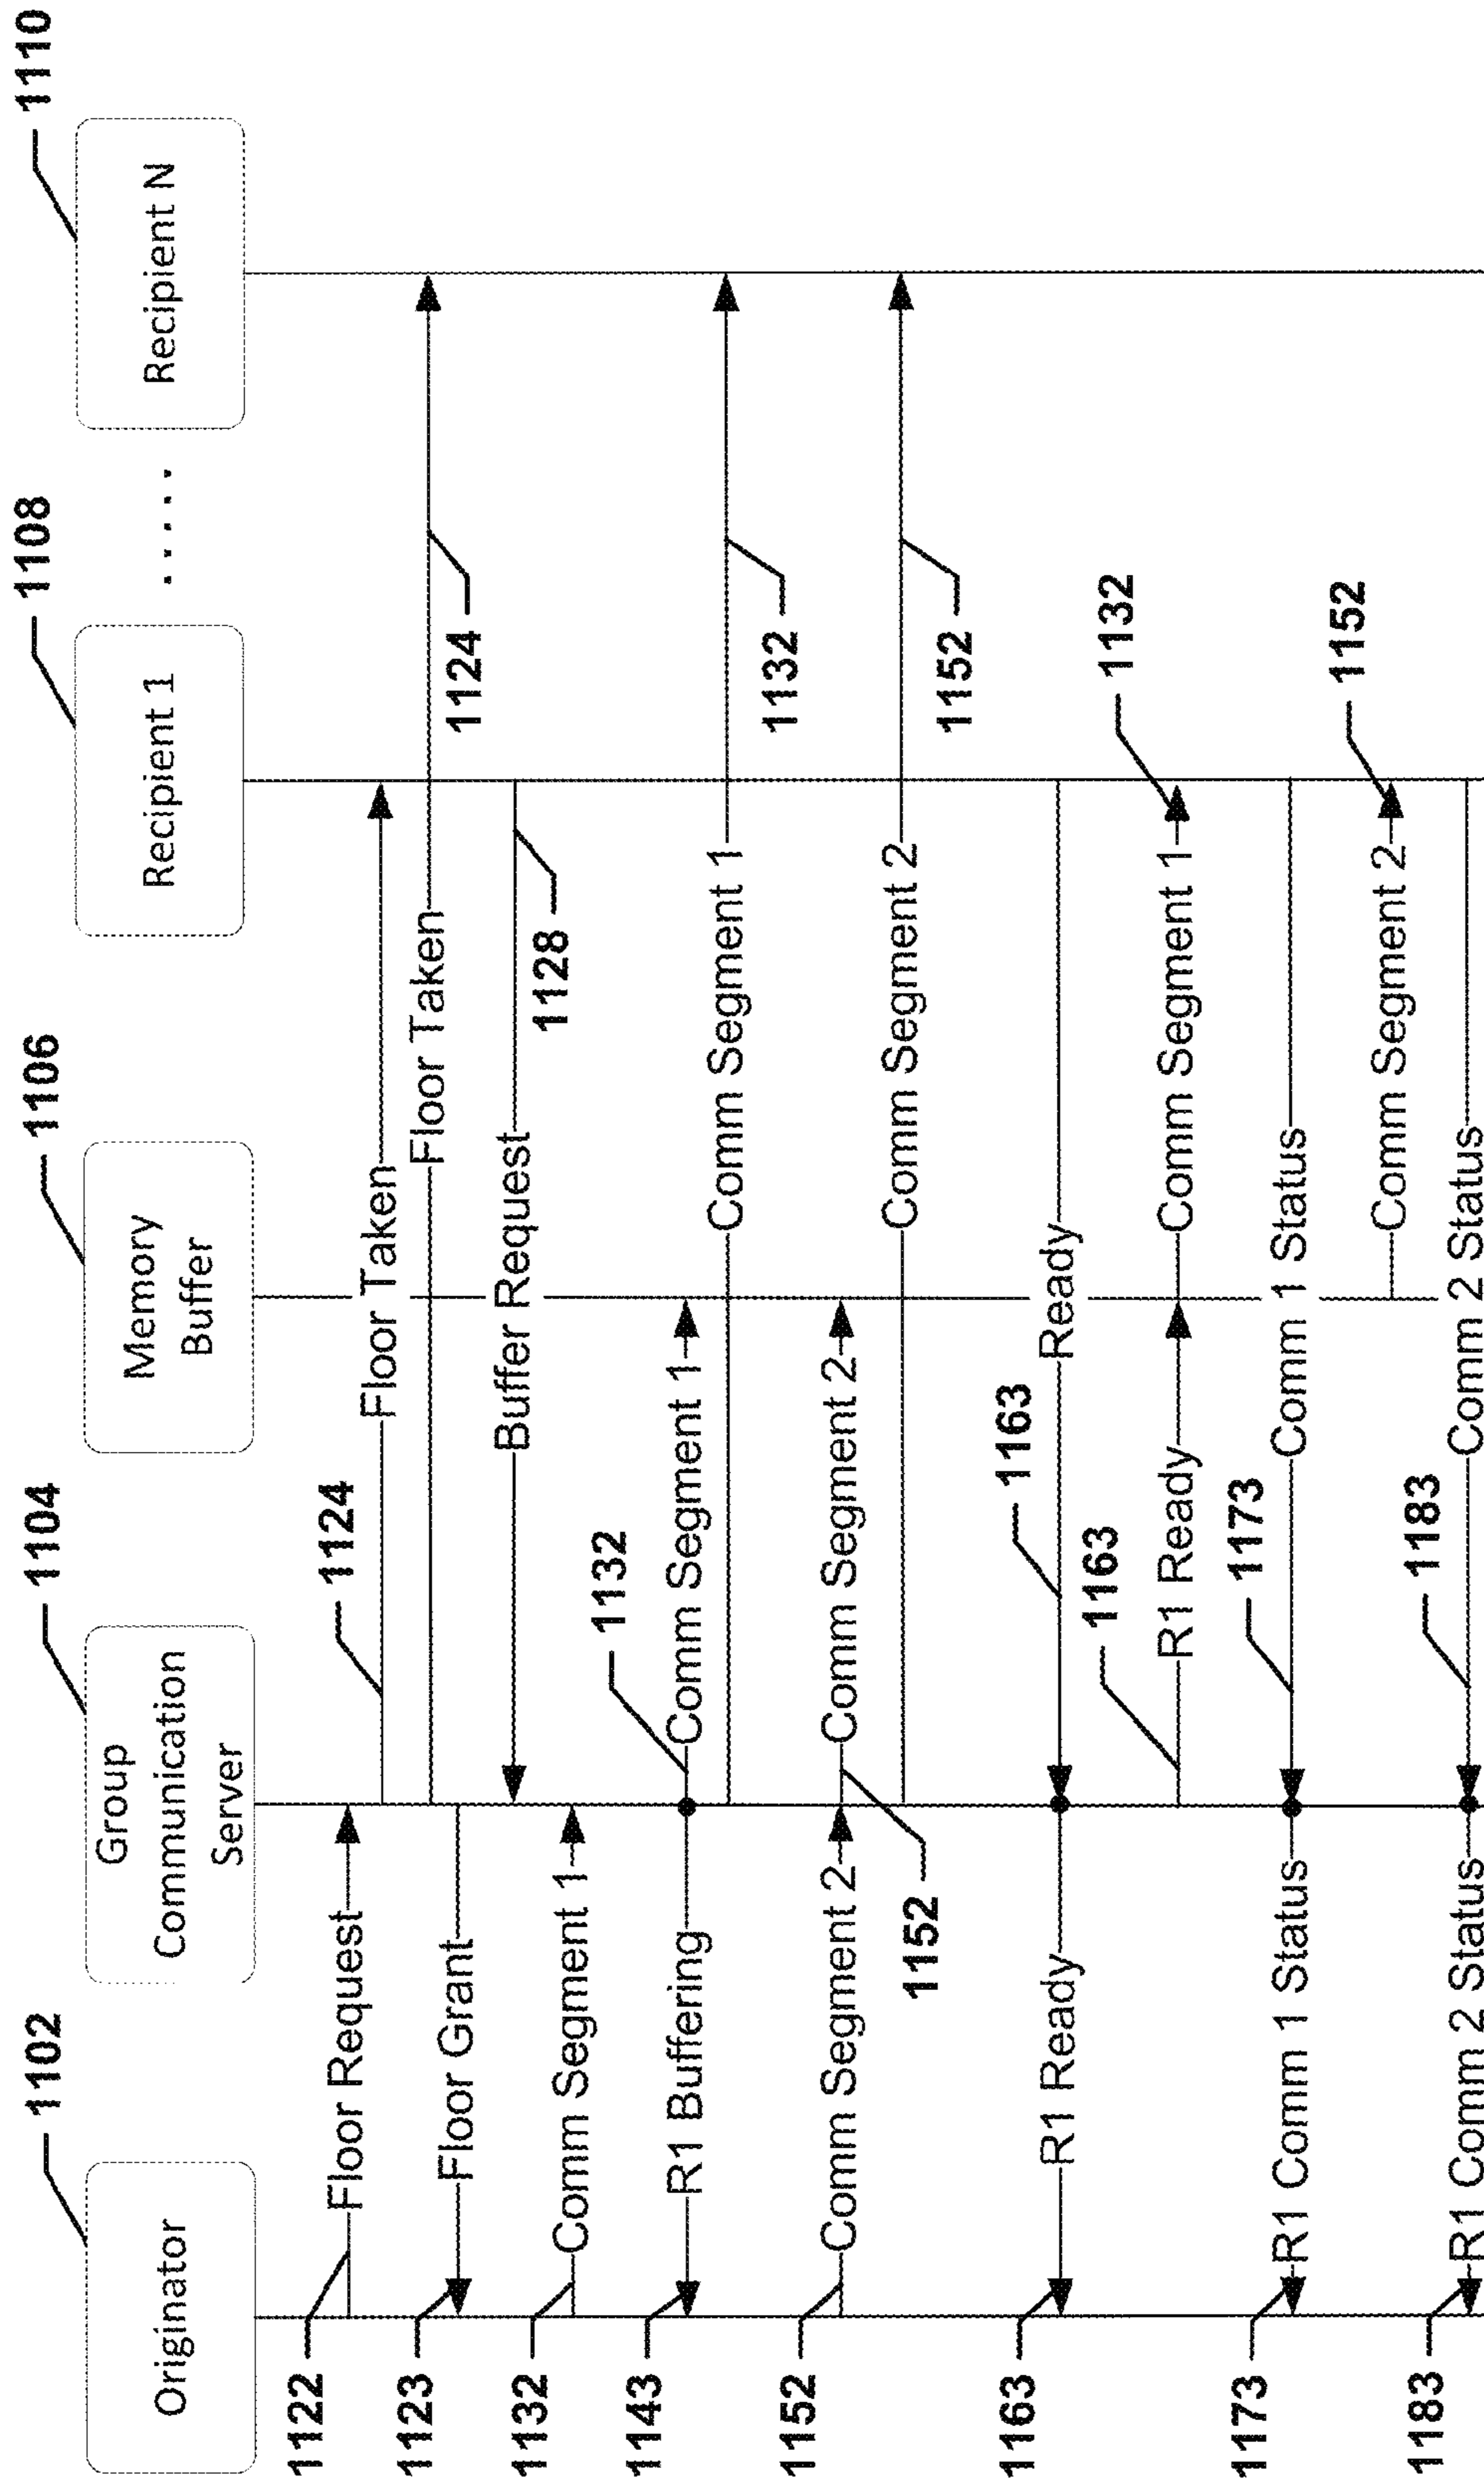 1102
1104
1106
1108
1110
Originator
Group
Communication
Server
Memory
Buffer
Recipient 1
. . . . .
Recipient N
1122
Floor Request
1124
Floor Taken
Floor Taken
1124
1123
Floor Grant
Buffer Request
1128
1132
Comm Segment 1
1132
1143
R1 Buffering
Comm Segment 1
Comm Segment 1
1132
1152
Comm Segment 2
Comm Segment 2
1152
Comm Segment 2
1152
1163
R1 Ready
1163
Ready
1163
R1 Ready
Comm Segment 1
1132
1173
R1 Comm 1 Status
1173
Comm 1 Status
Comm Segment 2
1152
1183
R1 Comm 2 Status
1183
Comm 2 Status